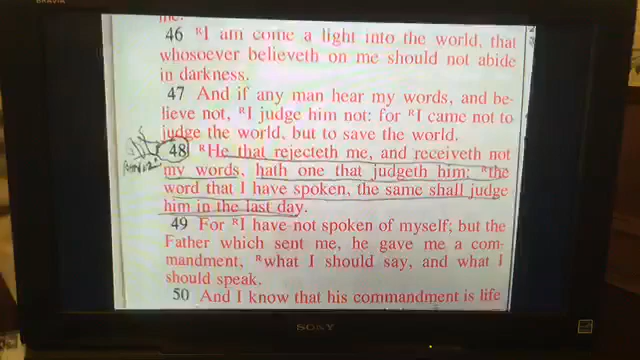 BRAVIA
me.
46 ᴿI am come a light into the world, that
whosoever believeth on me should not abide
in darkness.
47 And if any man hear my words, and be-
lieve not, ᴿI judge him not: for ᴿI came not to
judge the world, but to save the world.
48 ᴿHe that rejecteth me, and receiveth not
my words, hath one that judgeth him: ᴿthe
word that I have spoken, the same shall judge
him in the last day.
49 For ᴿI have not spoken of myself; but the
Father which sent me, he gave me a com-
mandment, ᴿwhat I should say, and what I
should speak.
50 And I know that his commandment is life
SONY